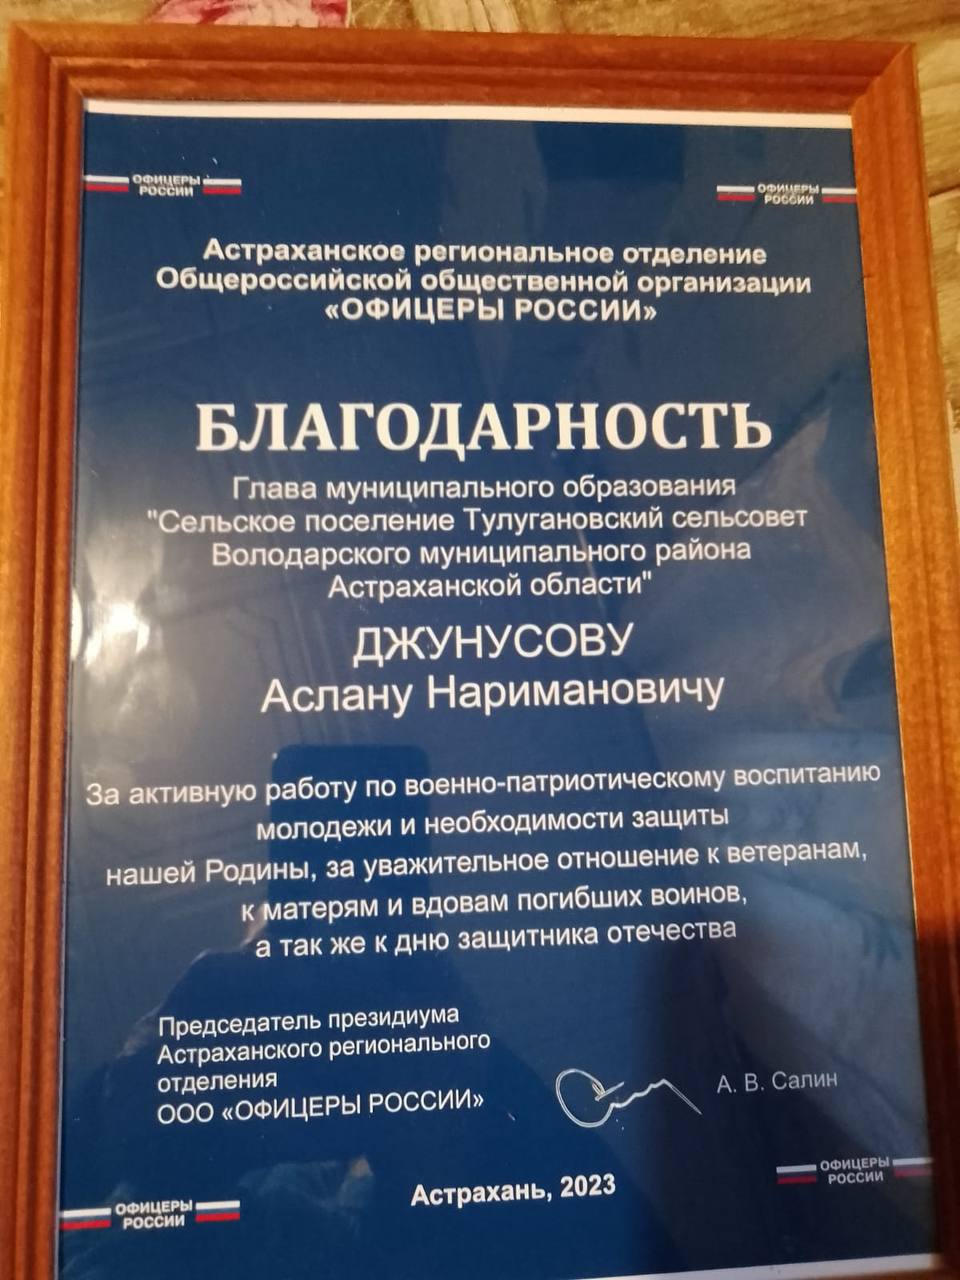 ОФИЦЕРЫ
РОССИИ
ОФИЦЕРЫ
РОССИИ
Астраханское региональное отделение
Общероссийской общественной организации
«ОФИЦЕРЫ РОССИИ»
БЛАГОДАРНОСТЬ
Глава муниципального образования
"Сельское поселение Тулугановский сельсовет
Володарского муниципального района
Астраханской области"
ДЖУНУСОВУ
Аслану Наримановичу
За активную работу по военно-патриотическому воспитанию
молодежи и необходимости защиты
нашей Родины, за уважительное отношение к ветеранам,
к матерям и вдовам погибших воинов,
а так же к дню защитника отечества
Председатель президиума
Астраханского регионального
отделения
ООО «ОФИЦЕРЫ РОССИИ»
А. В. Салин
Астрахань, 2023
ОФИЦЕРЫ
РОССИИ
ОФИЦЕРЫ
РОССИИ